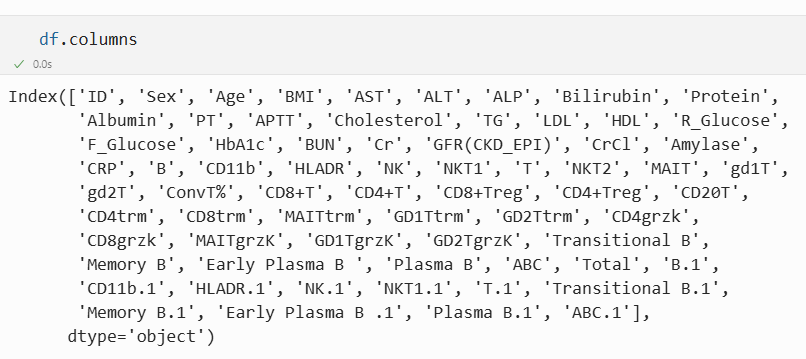 df.columns
✓ 0.0s
Index(['ID', 'Sex', 'Age', 'BMI', 'AST', 'ALT', 'ALP', 'Bilirubin', 'Protein',
'Albumin', 'PT', 'APTT', 'Cholesterol', 'TG', 'LDL', 'HDL', 'R_Glucose',
'F_Glucose', 'HbA1c', 'BUN', 'Cr', 'GFR(CKD_EPI)', 'CrCl', 'Amylase',
'CRP', 'B', 'CD11b', 'HLADR', 'NK', 'NKT1', 'T', 'NKT2', 'MAIT', 'gd1T',
'gd2T', 'ConvT%', 'CD8+T', 'CD4+T', 'CD8+Treg', 'CD4+Treg', 'CD20T',
'CD4trm', 'CD8trm', 'MAITtrm', 'GD1Ttrm', 'GD2Ttrm', 'CD4grzk',
'CD8grzk', 'MAITgrzK', 'GD1TgrzK', 'GD2TgrzK', 'Transitional B',
'Memory B', 'Early Plasma B ', 'Plasma B', 'ABC', 'Total', 'B.1',
'CD11b.1', 'HLADR.1', 'NK.1', 'NKT1.1', 'T.1', 'Transitional B.1',
'Memory B.1', 'Early Plasma B .1', 'Plasma B.1', 'ABC.1'],
dtype='object')